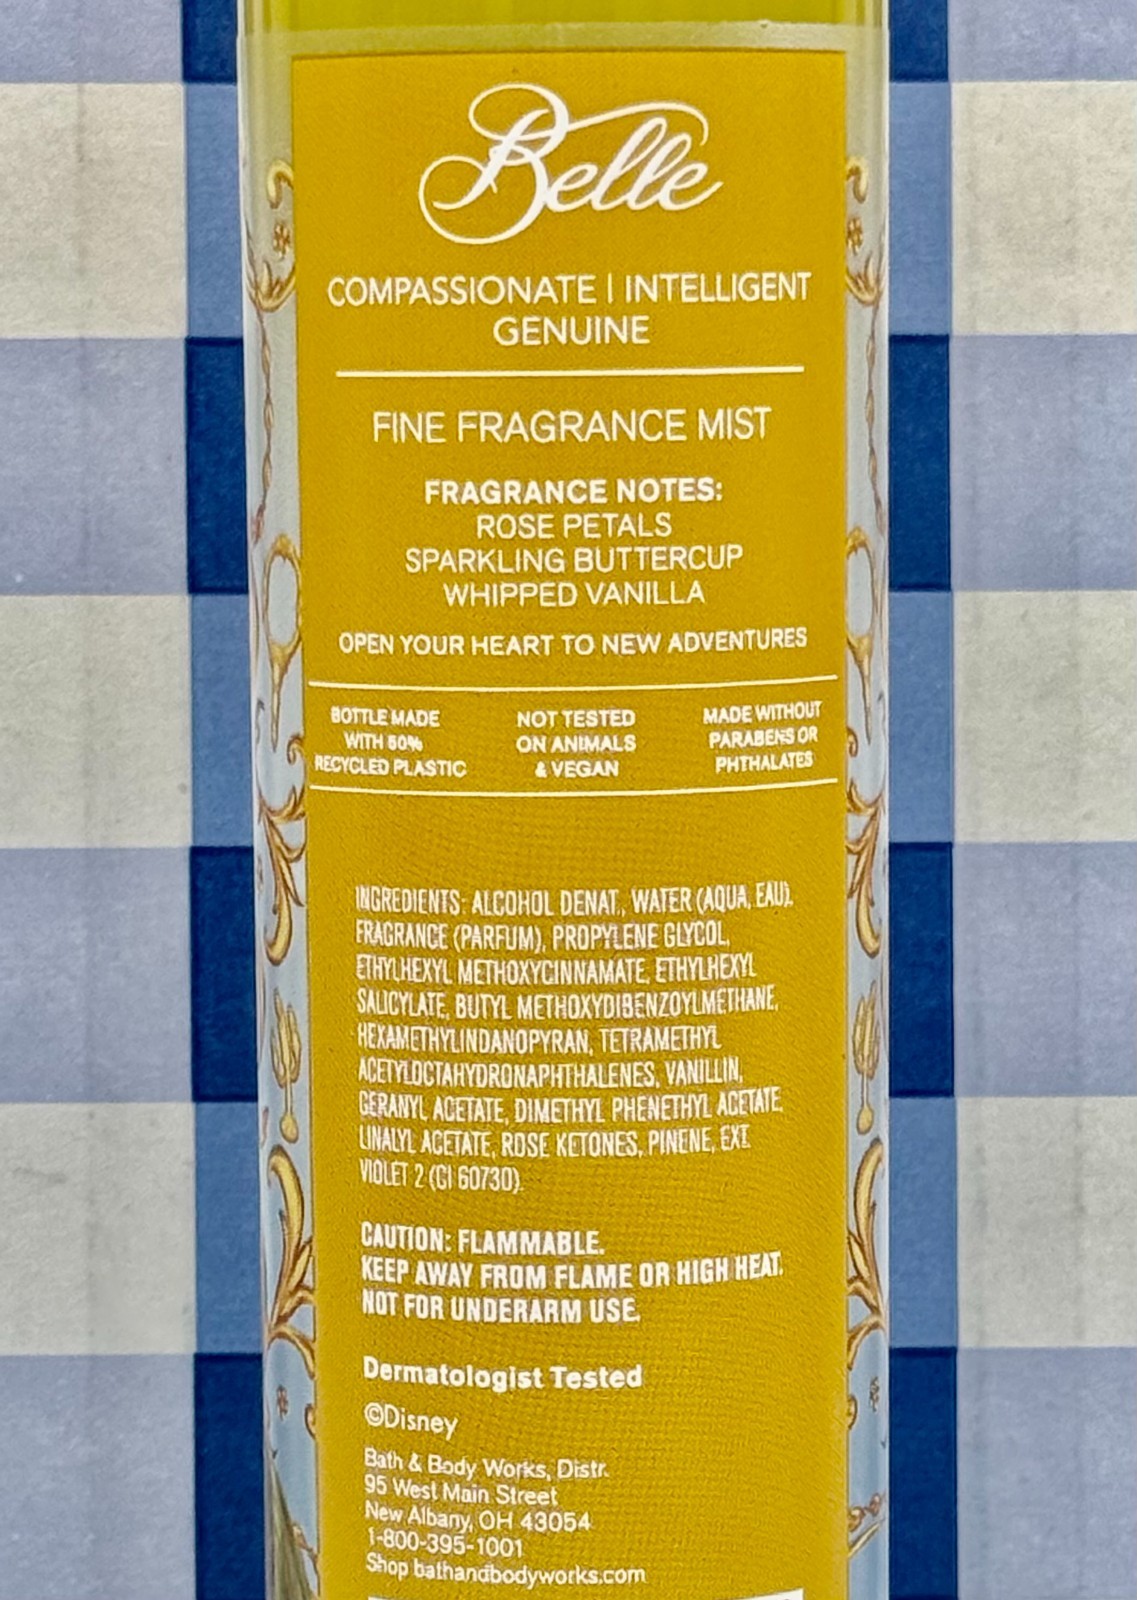 Belle
COMPASSIONATE | INTELLIGENT
GENUINE
FINE FRAGRANCE MIST
FRAGRANCE NOTES:
ROSE PETALS
SPARKLING BUTTERCUP
WHIPPED VANILLA
OPEN YOUR HEART TO NEW ADVENTURES
BOTTLE MADE
WITH 50%
RECYCLED PLASTIC
NOT TESTED
ON ANIMALS
& VEGAN
MADE WITHOUT
PARABENS OR
PHTHALATES
INGREDIENTS: ALCOHOL DENAT., WATER (AQUA, EAU),
FRAGRANCE (PARFUM), PROPYLENE GLYCOL,
ETHYLHEXYL METHOXYCINNAMATE, ETHYLHEXYL
SALICYLATE, BUTYL METHOXYDIBENZOYLMETHANE,
HEXAMETHYLINDANOPYRAN, TETRAMETHYL
ACETYLOCTAHYDRONAPHTHALENES, VANILLIN,
GERANYL ACETATE, DIMETHYL PHENETHYL ACETATE,
LINALYL ACETATE, ROSE KETONES, PINENE, EXT.
VIOLET 2 (CI 60730).
CAUTION: FLAMMABLE.
KEEP AWAY FROM FLAME OR HIGH HEAT.
NOT FOR UNDERARM USE.
Dermatologist Tested
©Disney
Bath & Body Works, Distr.
95 West Main Street
New Albany, OH 43054
1-800-395-1001
Shop bathandbodyworks.com